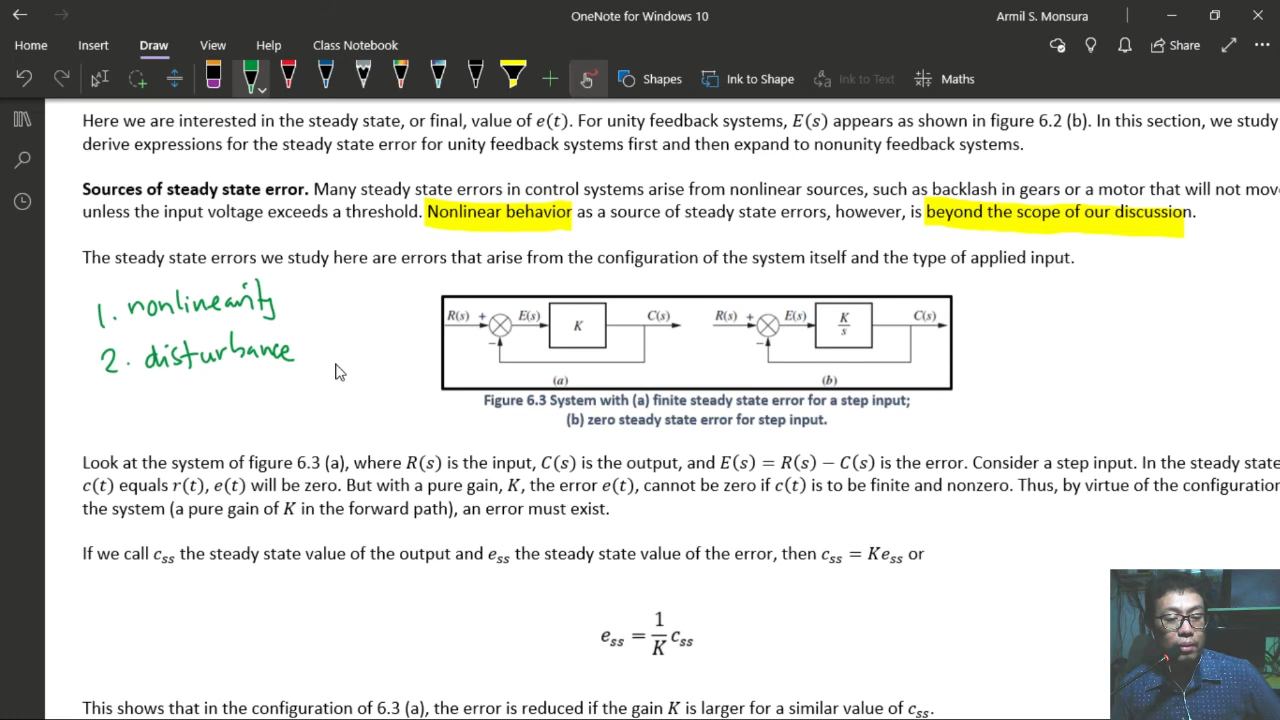 OneNote for Windows 10
Armil S. Monsura
Home Insert Draw View Help Class Notebook Share
Shapes Ink to Shape Ink to Text Maths
Here we are interested in the steady state, or final, value of e(t). For unity feedback systems, E(s) appears as shown in figure 6.2 (b). In this section, we study
derive expressions for the steady state error for unity feedback systems first and then expand to nonunity feedback systems.
Sources of steady state error. Many steady state errors in control systems arise from nonlinear sources, such as backlash in gears or a motor that will not move
unless the input voltage exceeds a threshold. Nonlinear behavior as a source of steady state errors, however, is beyond the scope of our discussion.
The steady state errors we study here are errors that arise from the configuration of the system itself and the type of applied input.
1. nonlinearity
2. disturbance
R(s) + E(s) K C(s) R(s) + E(s) K/s C(s)
− −
(a) (b)
Figure 6.3 System with (a) finite steady state error for a step input;
(b) zero steady state error for step input.
Look at the system of figure 6.3 (a), where R(s) is the input, C(s) is the output, and E(s) = R(s) − C(s) is the error. Consider a step input. In the steady state
c(t) equals r(t), e(t) will be zero. But with a pure gain, K, the error e(t), cannot be zero if c(t) is to be finite and nonzero. Thus, by virtue of the configuration
the system (a pure gain of K in the forward path), an error must exist.
If we call css the steady state value of the output and ess the steady state value of the error, then css = Kess or
ess = 1/K css
This shows that in the configuration of 6.3 (a), the error is reduced if the gain K is larger for a similar value of css.